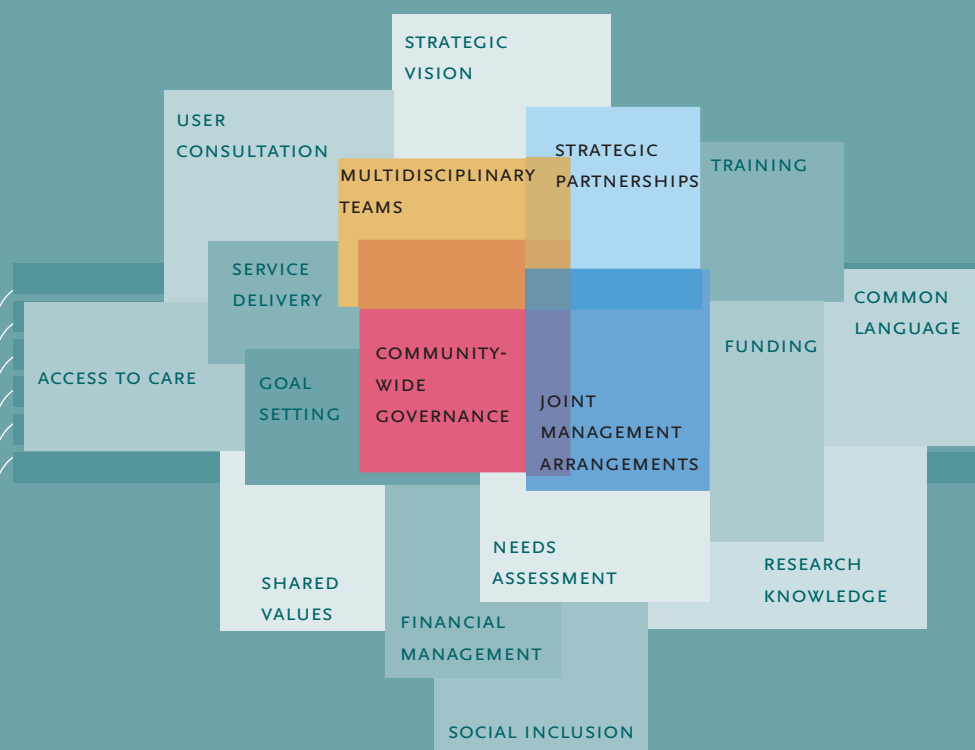 STRATEGIC
VISION
USER
CONSULTATION
STRATEGIC
PARTNERSHIPS
TRAINING
MULTIDISCIPLINARY
TEAMS
SERVICE
DELIVERY
COMMON
LANGUAGE
FUNDING
ACCESS TO CARE
GOAL
SETTING
COMMUNITY-
WIDE
GOVERNANCE
JOINT
MANAGEMENT
ARRANGEMENTS
NEEDS
ASSESSMENT
RESEARCH
KNOWLEDGE
SHARED
VALUES
FINANCIAL
MANAGEMENT
SOCIAL INCLUSION